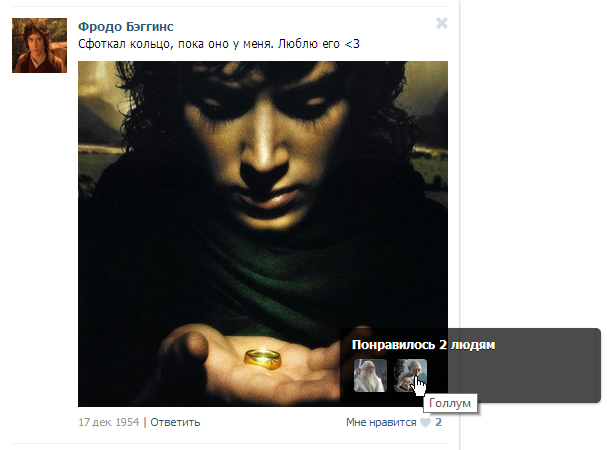 Фродо Бэггинс
Сфоткал кольцо, пока оно у меня. Люблю его <3
Понравилось 2 людям
Голлум
17 дек 1954 | Ответить
Мне нравится 2